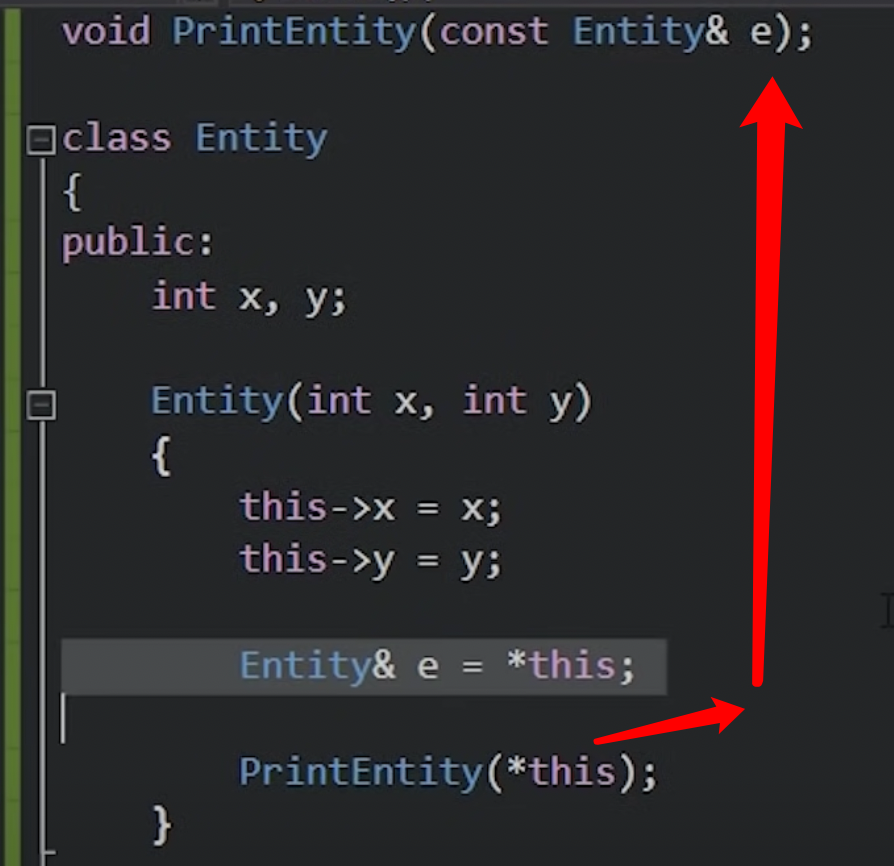 void PrintEntity(const Entity& e);
class Entity
{
public:
int x, y;
Entity(int x, int y)
{
this->x = x;
this->y = y;
Entity& e = *this;
PrintEntity(*this);
}